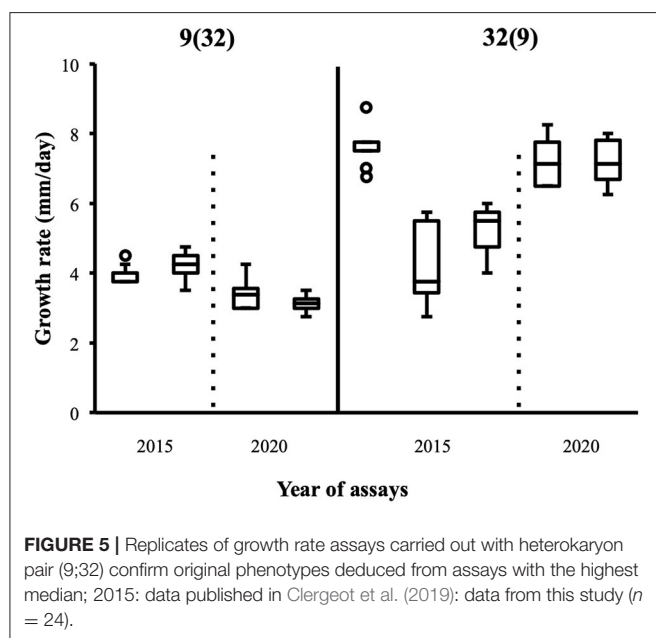 9(32)
32(9)
10
8
6
4
2
0
Growth rate (mm/day)
2015
2020
2015
2020
Year of assays
FIGURE 5 | Replicates of growth rate assays carried out with heterokaryon
pair (9;32) confirm original phenotypes deduced from assays with the highest
median; 2015: data published in Clergeot et al. (2019): data from this study (n
= 24).